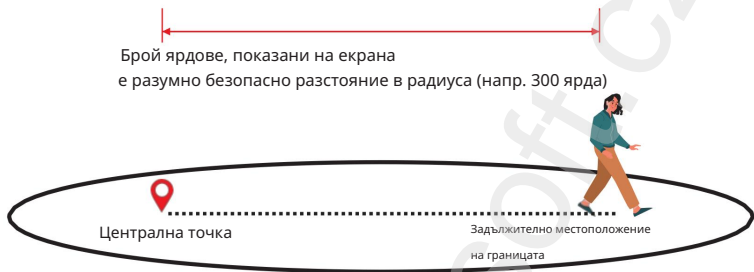 Брой ярдове, показани на екрана
е разумно безопасно разстояние в радиуса (напр. 300 ярда)
Централна точка
Задължително местоположение
на границата